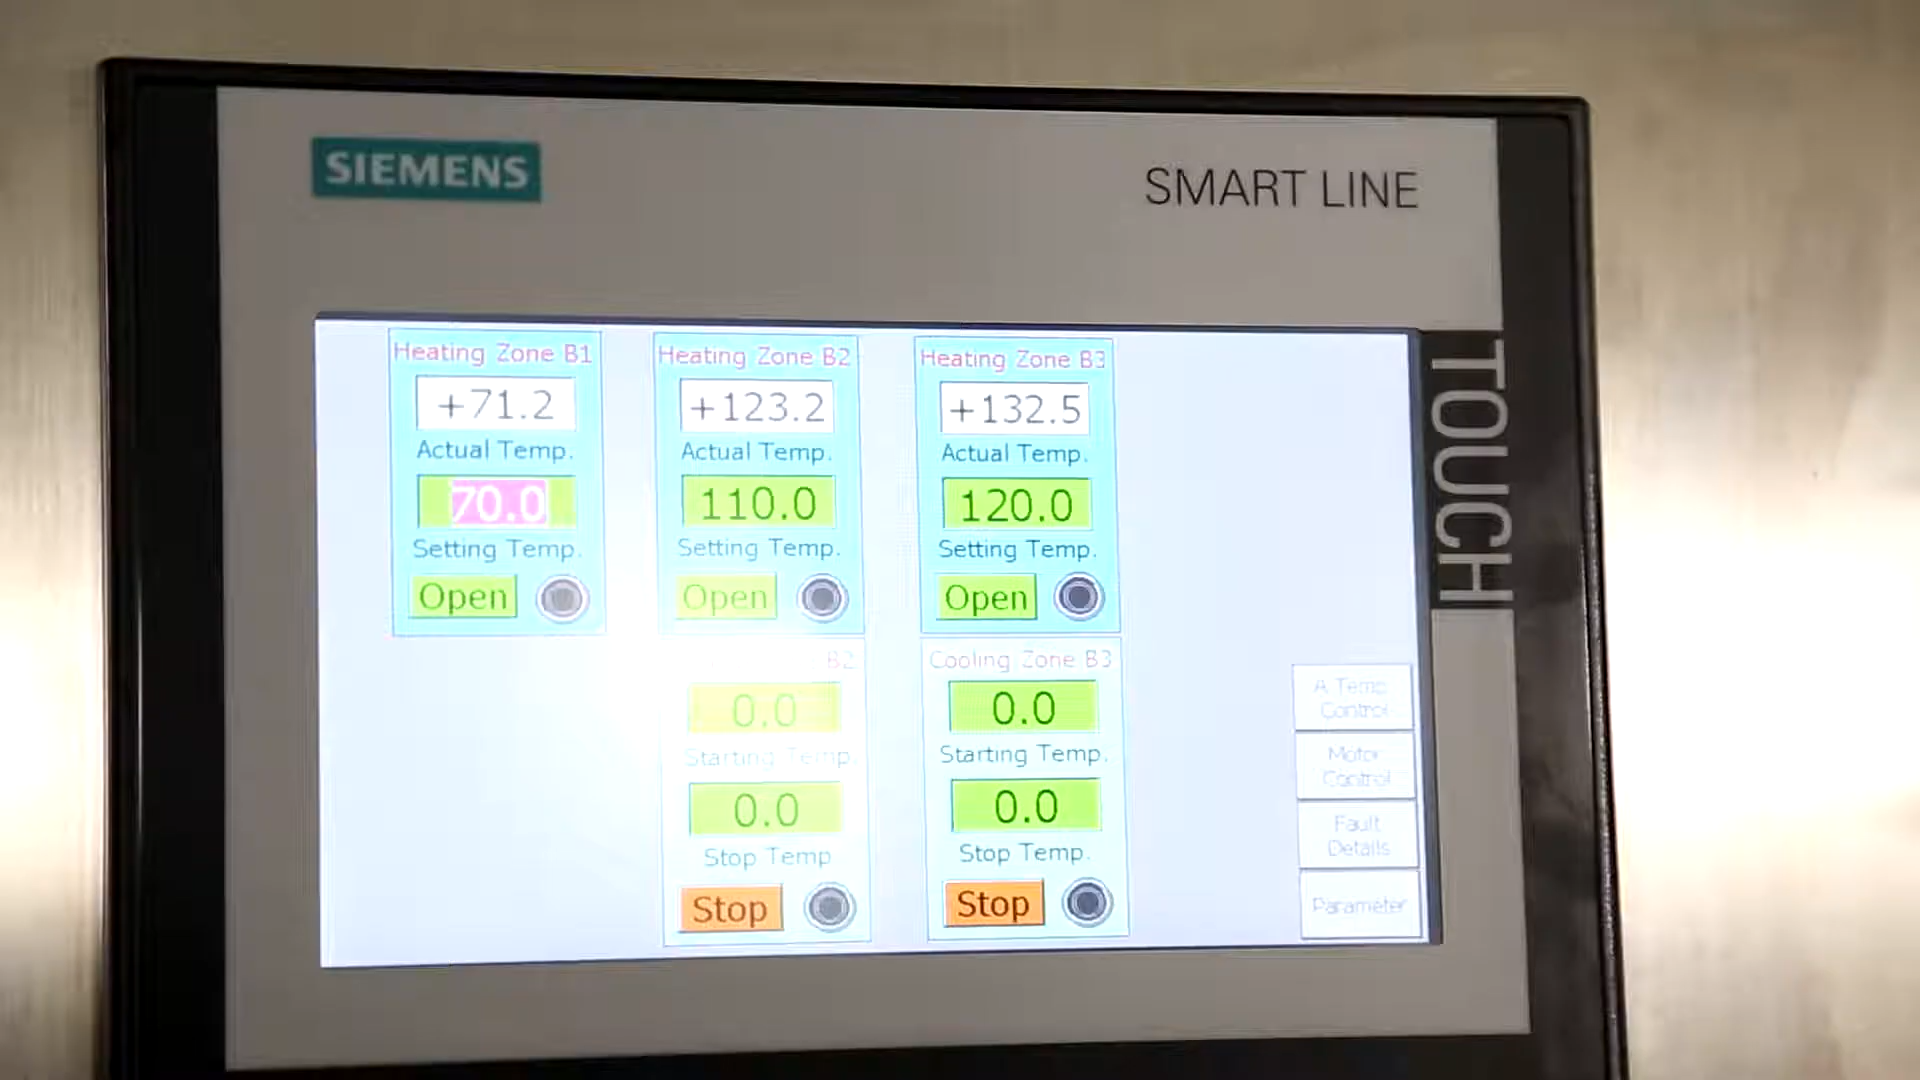 SIEMENS
SMART LINE
TOUCH
Heating Zone B1
+71.2
Actual Temp.
70.0
Setting Temp.
Open
Heating Zone B2
+123.2
Actual Temp.
110.0
Setting Temp.
Open
Heating Zone B3
+132.5
Actual Temp.
120.0
Setting Temp.
Open
B2
0.0
Starting Temp.
0.0
Stop Temp
Stop
Cooling Zone B3
0.0
Starting Temp.
0.0
Stop Temp.
Stop
A Temp.
Control
Motor
Control
Fault
Details
Parameter